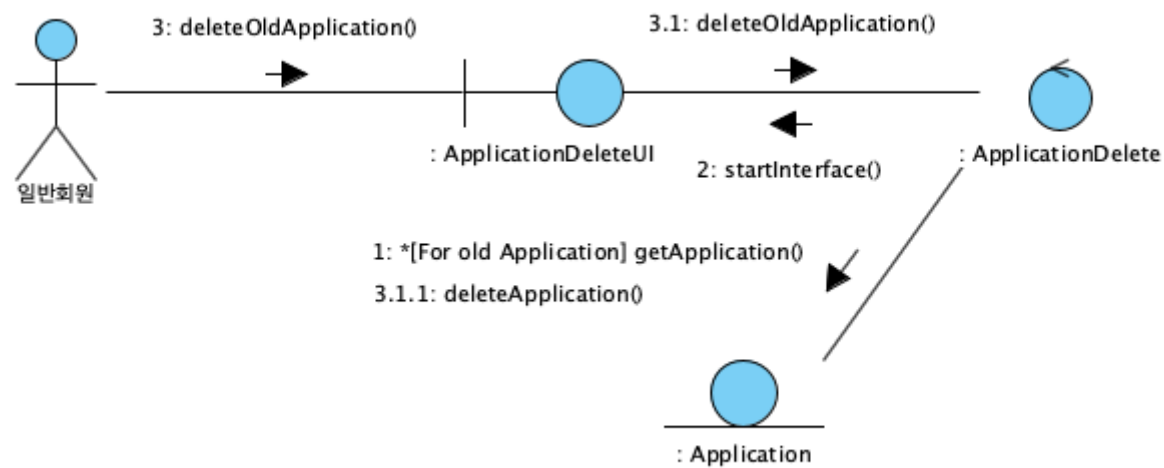 3: deleteOldApplication()
3.1: deleteOldApplication()
: ApplicationDeleteUI
: ApplicationDelete
2: startInterface()
일반회원
1: *[For old Application] getApplication()
3.1.1: deleteApplication()
: Application